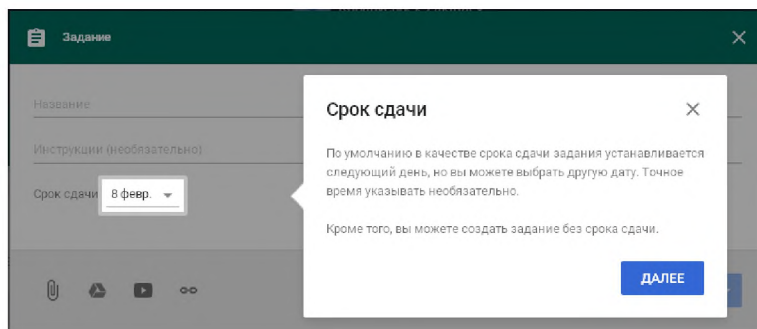 Задание
Название
Инструкции (необязательно)
Срок сдачи 8 февр.
Срок сдачи
По умолчанию в качестве срока сдачи задания устанавливается
следующий день, но вы можете выбрать другую дату. Точное
время указывать необязательно.
Кроме того, вы можете создать задание без срока сдачи.
ДАЛЕЕ